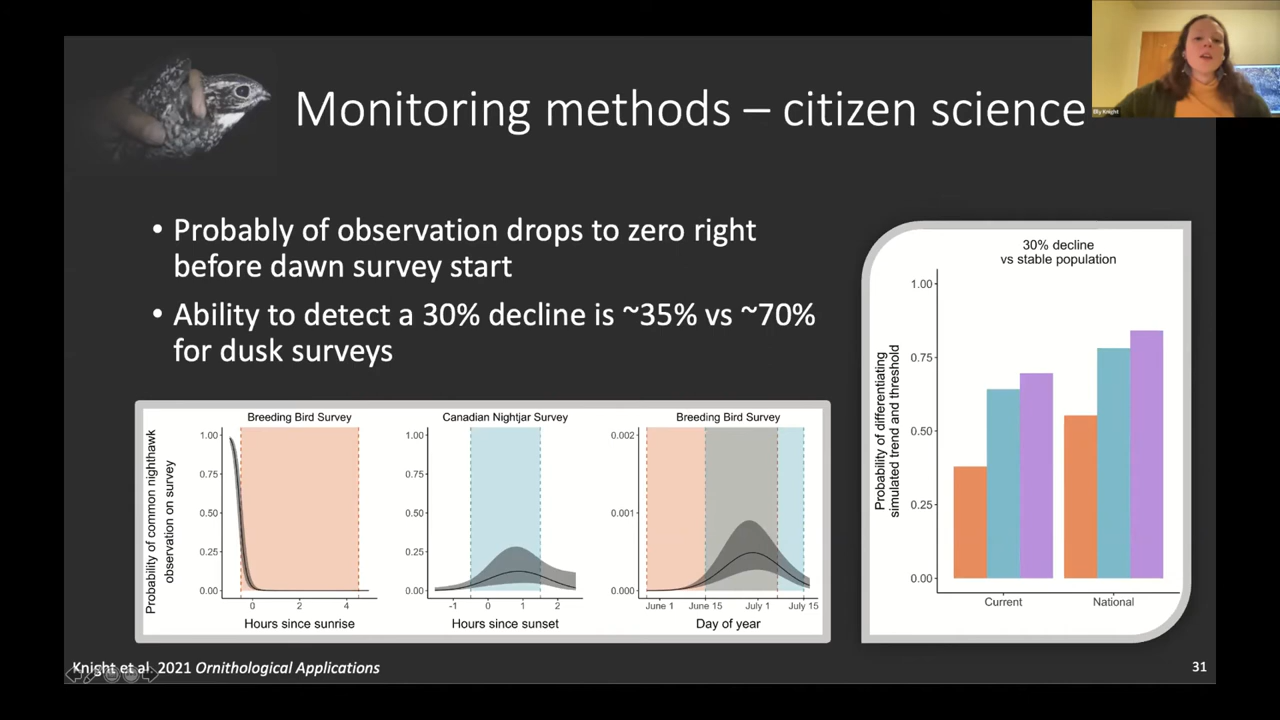 Monitoring methods – citizen science
Elly Knight
• Probably of observation drops to zero right
before dawn survey start
• Ability to detect a 30% decline is ~35% vs ~70%
for dusk surveys
Breeding Bird Survey
Probability of common nighthawk
observation on survey
1.00
0.75
0.50
0.25
0.00
0 2 4
Hours since sunrise
Canadian Nightjar Survey
1.00
0.75
0.50
0.25
0.00
-1 0 1 2
Hours since sunset
Breeding Bird Survey
0.002
0.001
0.000
June 1 June 15 July 1 July 15
Day of year
30% decline
vs stable population
Probability of differentiating
simulated trend and threshold
1.00
0.75
0.50
0.25
0.00
Current National
Knight et al 2021 Ornithological Applications
31